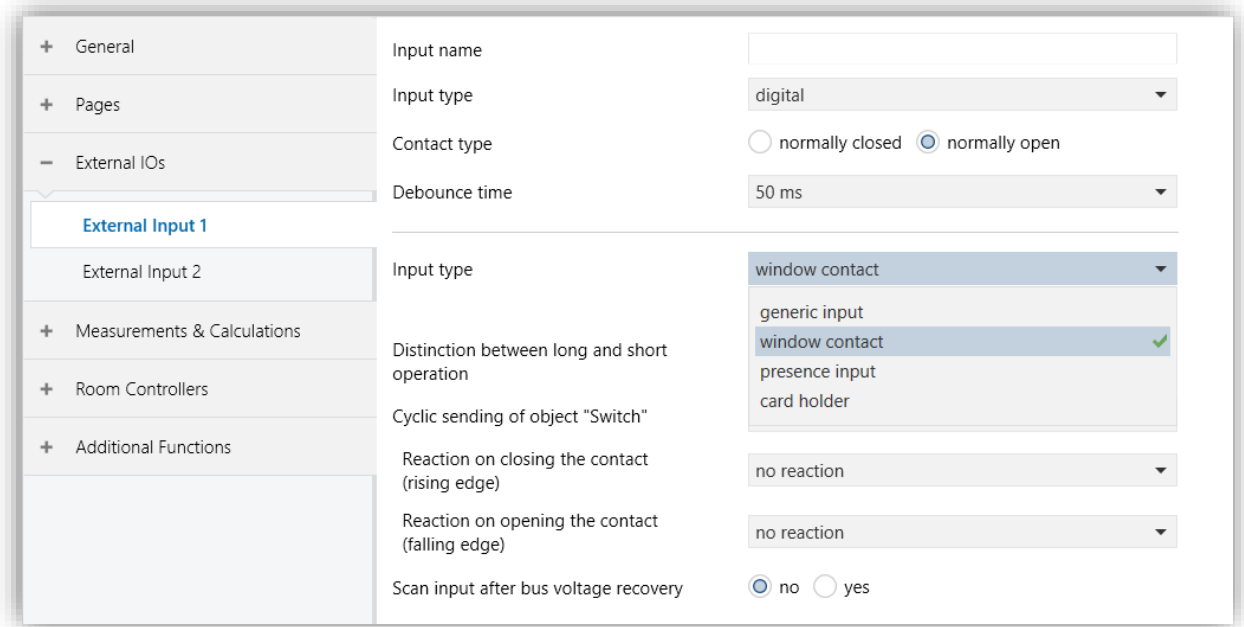 General
Pages
External IOs
External Input 1
External Input 2
Measurements & Calculations
Room Controllers
Additional Functions
Input name
Input type
digital
Contact type
normally closed
normally open
Debounce time
50 ms
Input type
window contact
generic input
window contact
presence input
card holder
Distinction between long and short
operation
Cyclic sending of object "Switch"
Reaction on closing the contact
(rising edge)
no reaction
Reaction on opening the contact
(falling edge)
no reaction
Scan input after bus voltage recovery
no
yes